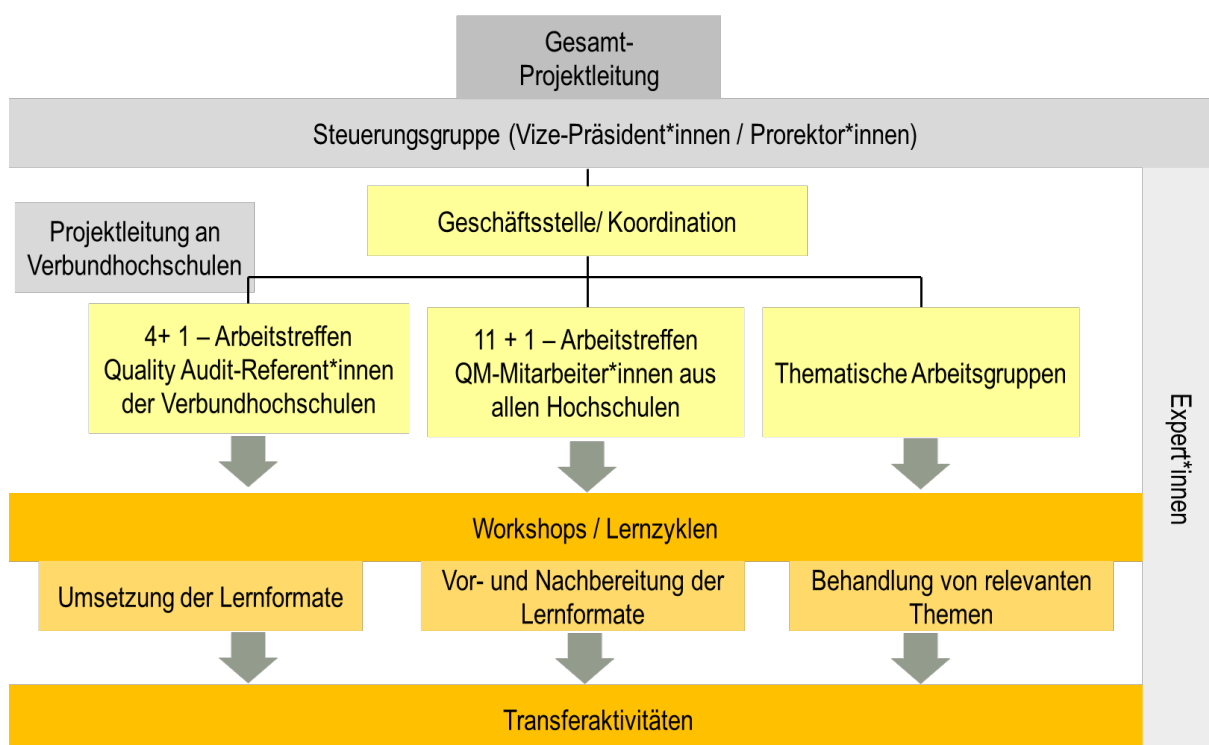 Gesamt-
Projektleitung
Steuerungsgruppe (Vize-Präsident*innen / Prorektor*innen)
Geschäftsstelle/ Koordination
Projektleitung an
Verbundhochschulen
4+ 1 – Arbeitstreffen
Quality Audit-Referent*innen
der Verbundhochschulen
11 + 1 – Arbeitstreffen
QM-Mitarbeiter*innen aus
allen Hochschulen
Thematische Arbeitsgruppen
Expert*innen
Workshops / Lernzyklen
Umsetzung der Lernformate
Vor- und Nachbereitung der
Lernformate
Behandlung von relevanten
Themen
Transferaktivitäten